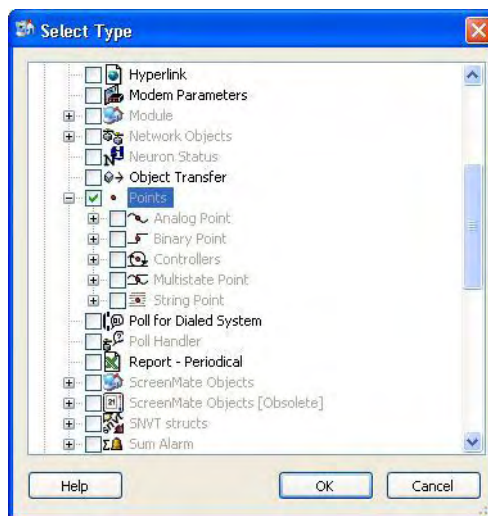 Select Type
Hyperlink
Modem Parameters
Module
Network Objects
Neuron Status
Object Transfer
Points
Analog Point
Binary Point
Controllers
Multistate Point
String Point
Poll for Dialed System
Poll Handler
Report - Periodical
ScreenMate Objects
ScreenMate Objects [Obsolete]
SNVT structs
Sum Alarm
Help OK Cancel